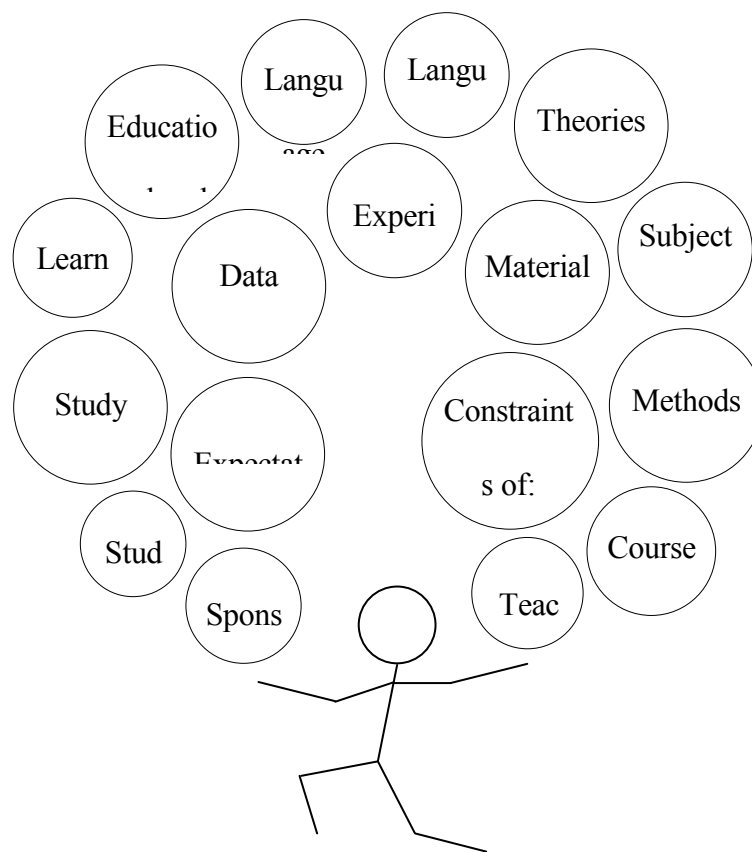 Langu
Langu
Educatio
Theories
Experi
Subject
Learn
Data
Material
Study
Constraint
s of:
Methods
Stud
Course
Spons
Teac